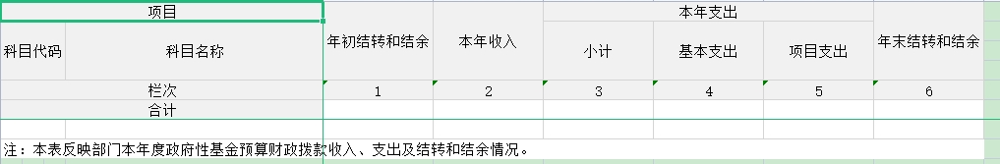 项目 本年支出
年初结转和结余 本年收入 年末结转和结余
科目代码 科目名称 小计 基本支出 项目支出
栏次 1 2 3 4 5 6
合计
注：本表反映部门本年度政府性基金预算财政拨款收入、支出及结转和结余情况。